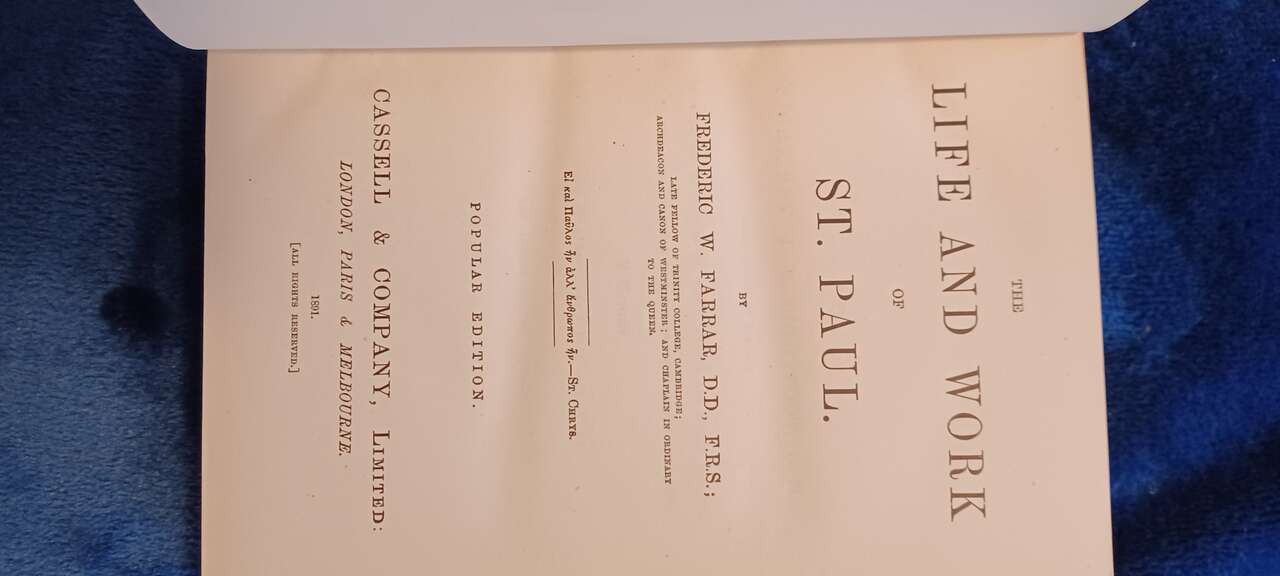 THE
LIFE AND WORK
OF
ST. PAUL.
BY
FREDERIC W. FARRAR, D.D., F.R.S.;
LATE FELLOW OF TRINITY COLLEGE, CAMBRIDGE;
ARCHDEACON AND CANON OF WESTMINSTER; AND CHAPLAIN IN ORDINARY
TO THE QUEEN.
Εἰ καὶ Παῦλος ἦν ἀλλ' ἄνθρωπος ἦν.—ST. CHRYS.
POPULAR EDITION.
CASSELL & COMPANY, LIMITED:
LONDON, PARIS & MELBOURNE.
1891.
[ALL RIGHTS RESERVED.]